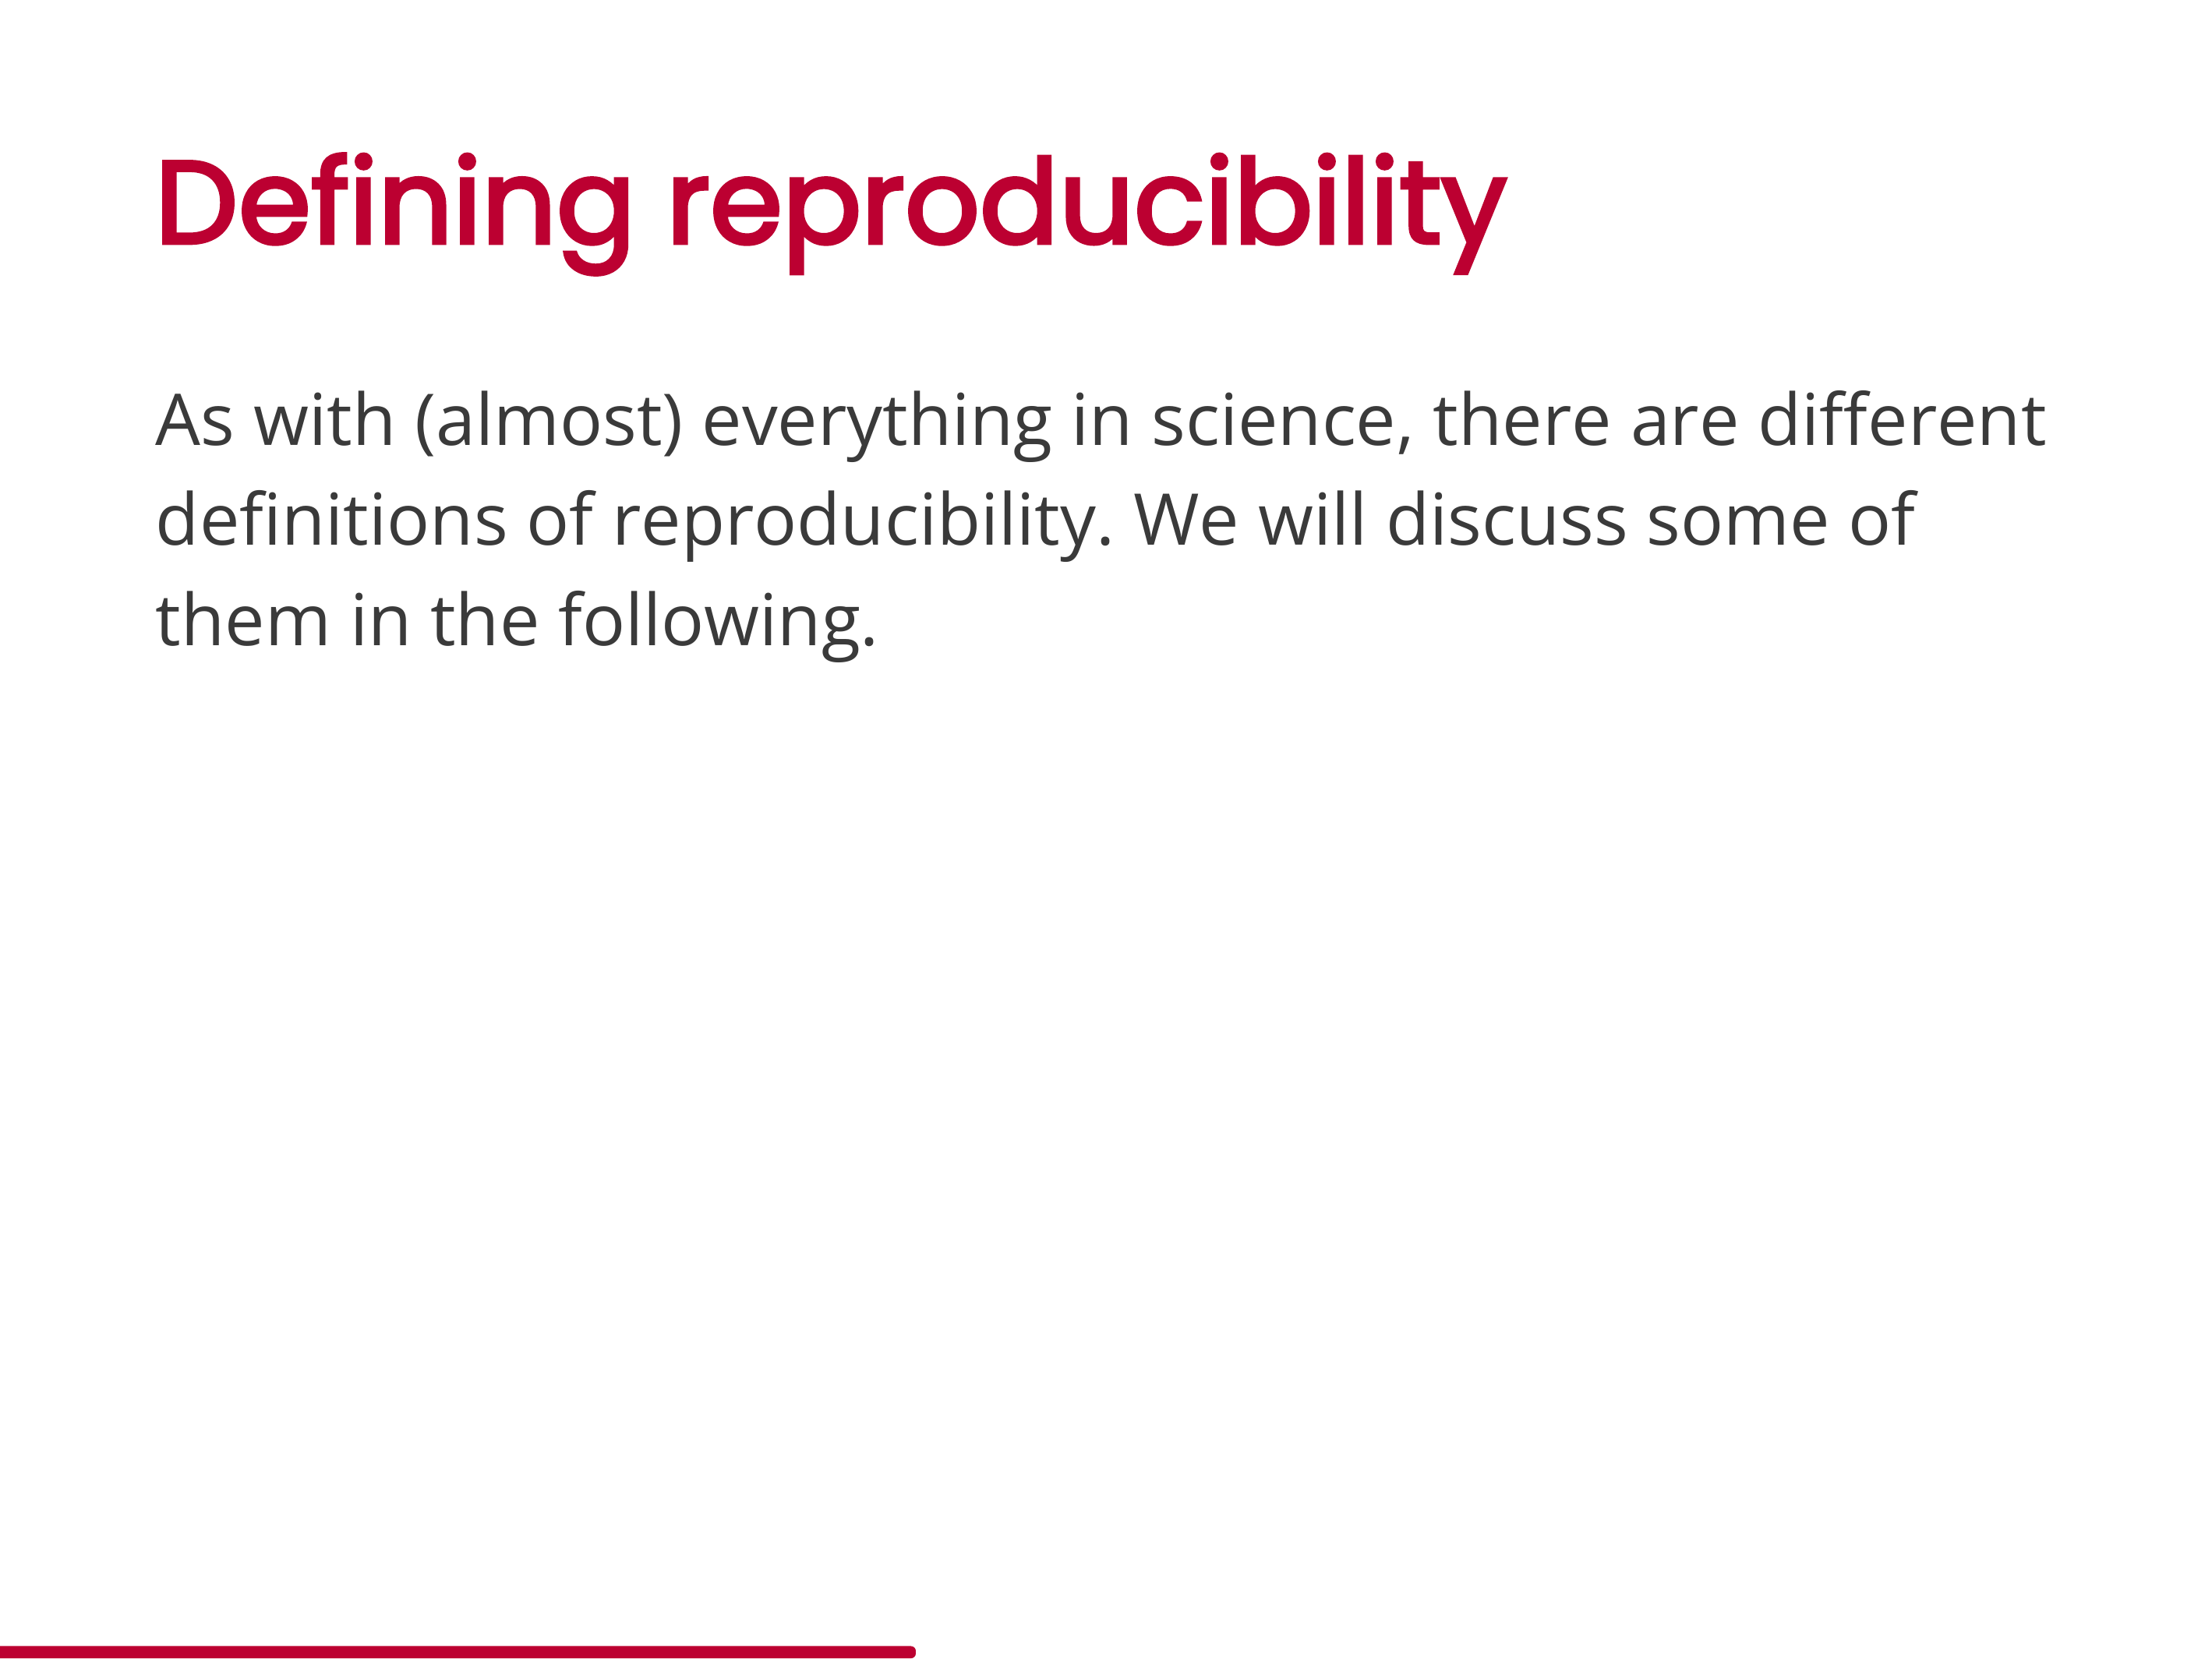 Defining reproducibility
As with (almost) everything in science, there are different
definitions of reproducibility. We will discuss some of
them in the following.